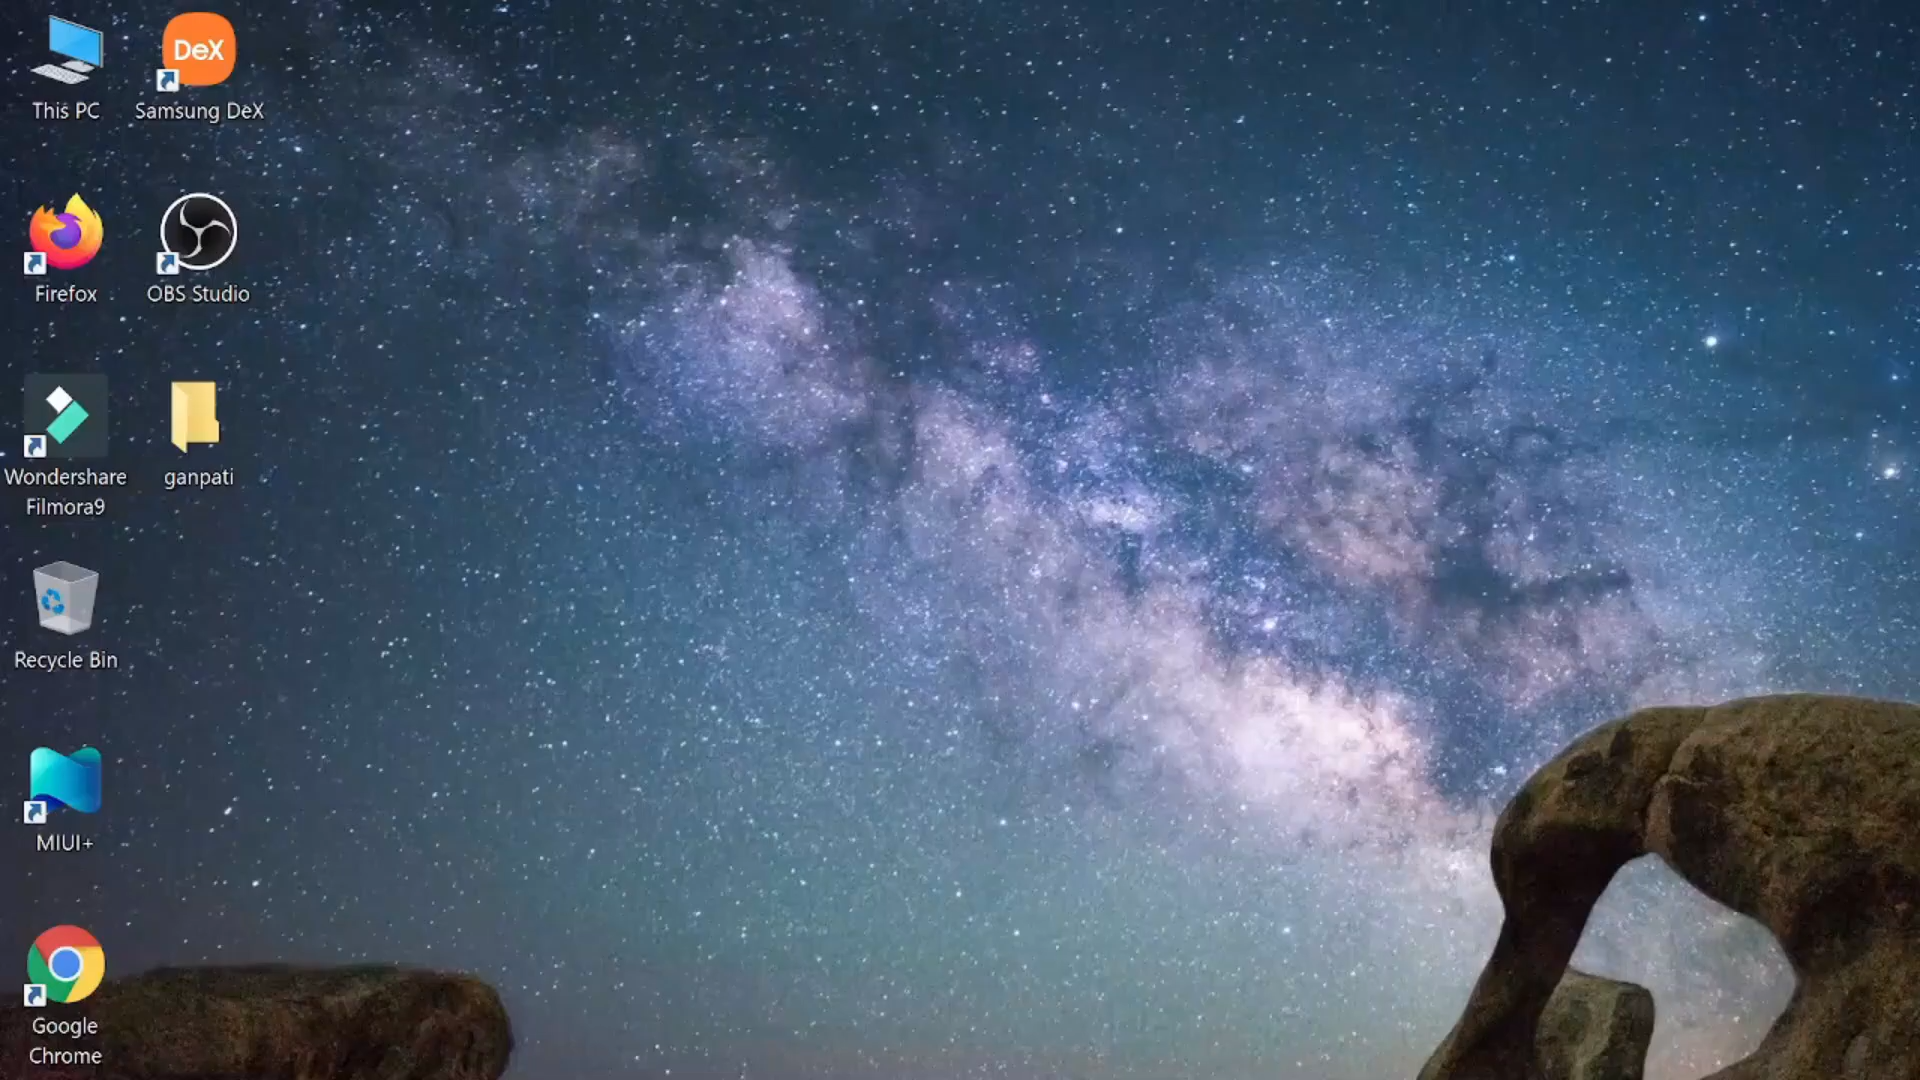 This PC
Samsung DeX
DeX
Firefox
OBS Studio
Wondershare
Filmora9
ganpati
Recycle Bin
MIUI+
Google
Chrome